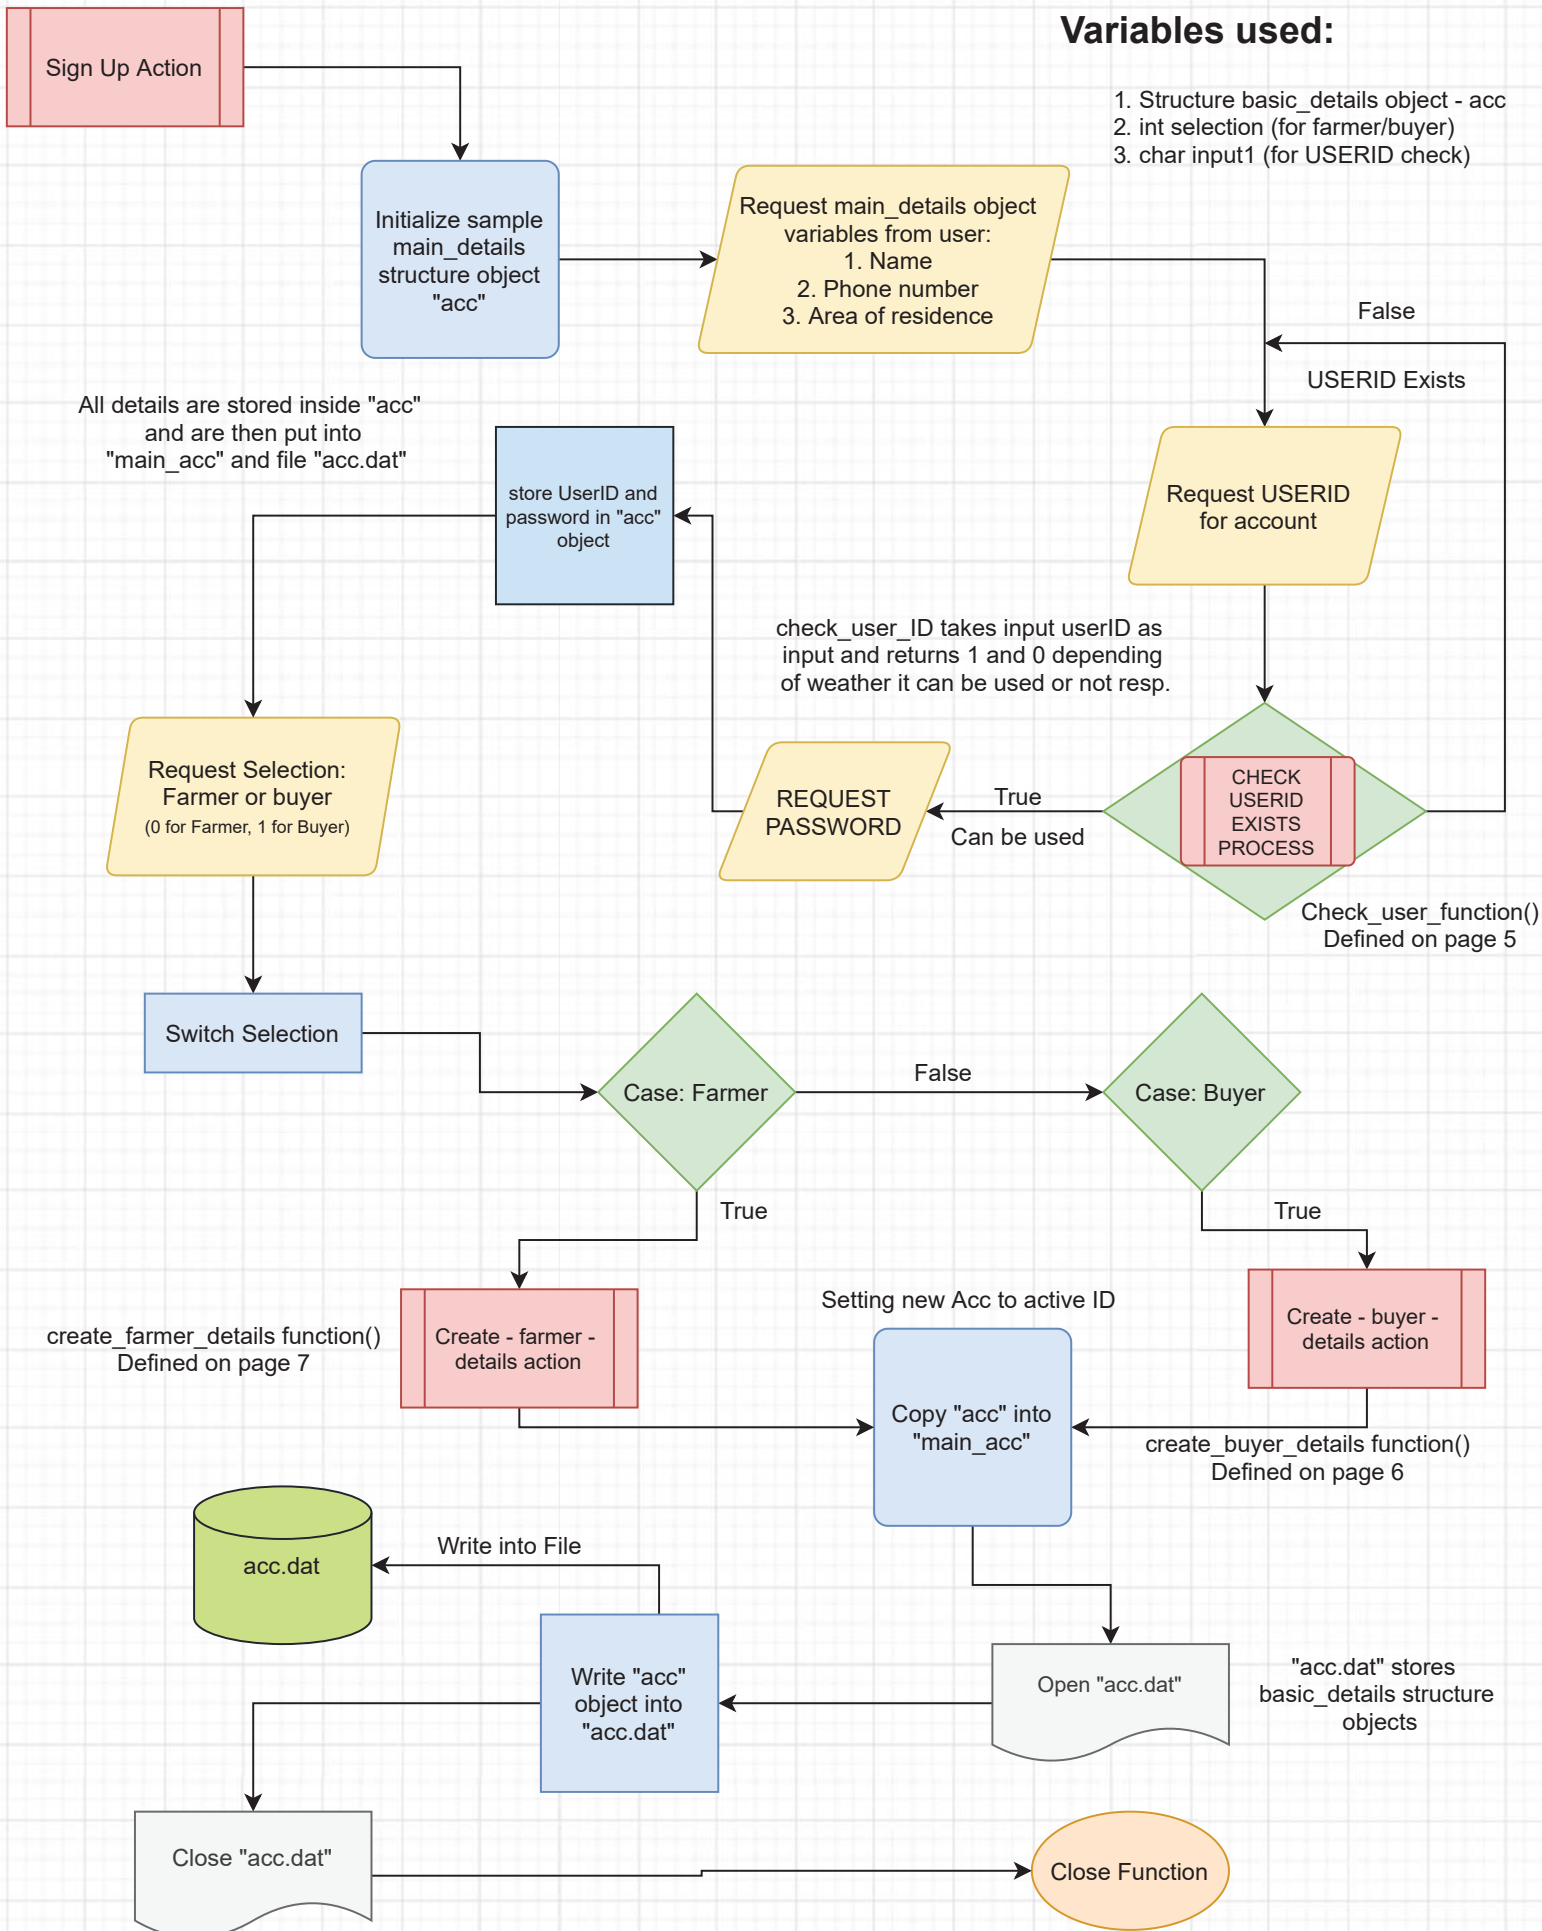 Variables used:
Sign Up Action
1. Structure basic_details object - acc
2. int selection (for farmer/buyer)
3. char input1 (for USERID check)
Initialize sample
main_details
structure object
"acc"
Request main_details object
variables from user:
1. Name
2. Phone number
3. Area of residence
False
USERID Exists
All details are stored inside "acc"
and are then put into
"main_acc" and file "acc.dat"
store UserID and
password in "acc"
object
Request USERID
for account
check_user_ID takes input userID as
input and returns 1 and 0 depending
of weather it can be used or not resp.
Request Selection:
Farmer or buyer
(0 for Farmer, 1 for Buyer)
REQUEST
PASSWORD
True
Can be used
CHECK
USERID
EXISTS
PROCESS
Check_user_function()
Defined on page 5
Switch Selection
Case: Farmer
False
Case: Buyer
True
True
create_farmer_details function()
Defined on page 7
Create - farmer -
details action
Setting new Acc to active ID
Create - buyer -
details action
Copy "acc" into
"main_acc"
create_buyer_details function()
Defined on page 6
acc.dat
Write into File
Write "acc"
object into
"acc.dat"
Open "acc.dat"
"acc.dat" stores
basic_details structure
objects
Close "acc.dat"
Close Function